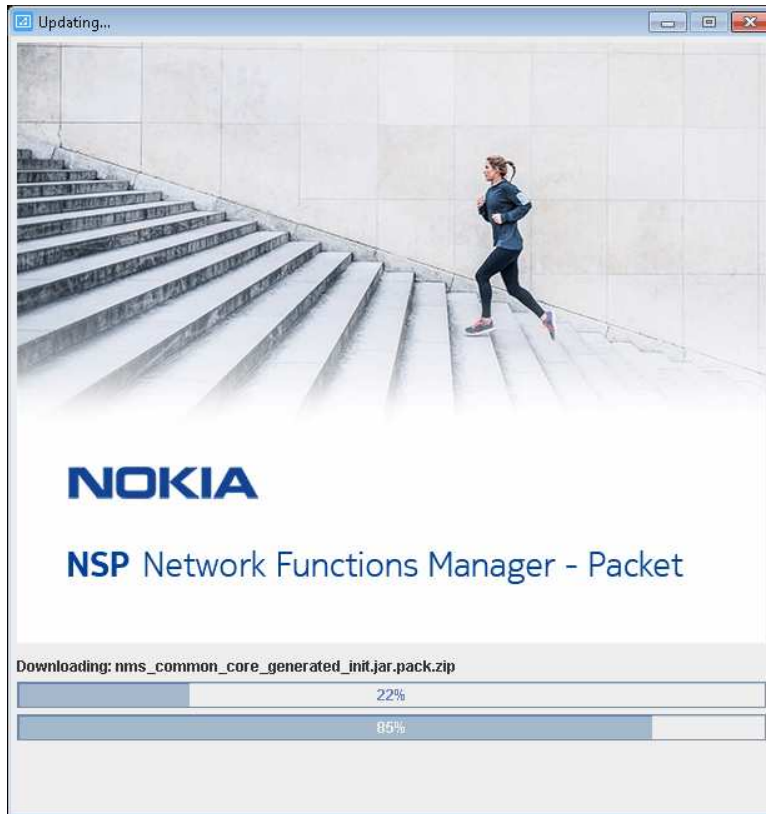 Updating...
NOKIA
NSP Network Functions Manager - Packet
Downloading: nms_common_core_generated_init.jar.pack.zip
22%
85%